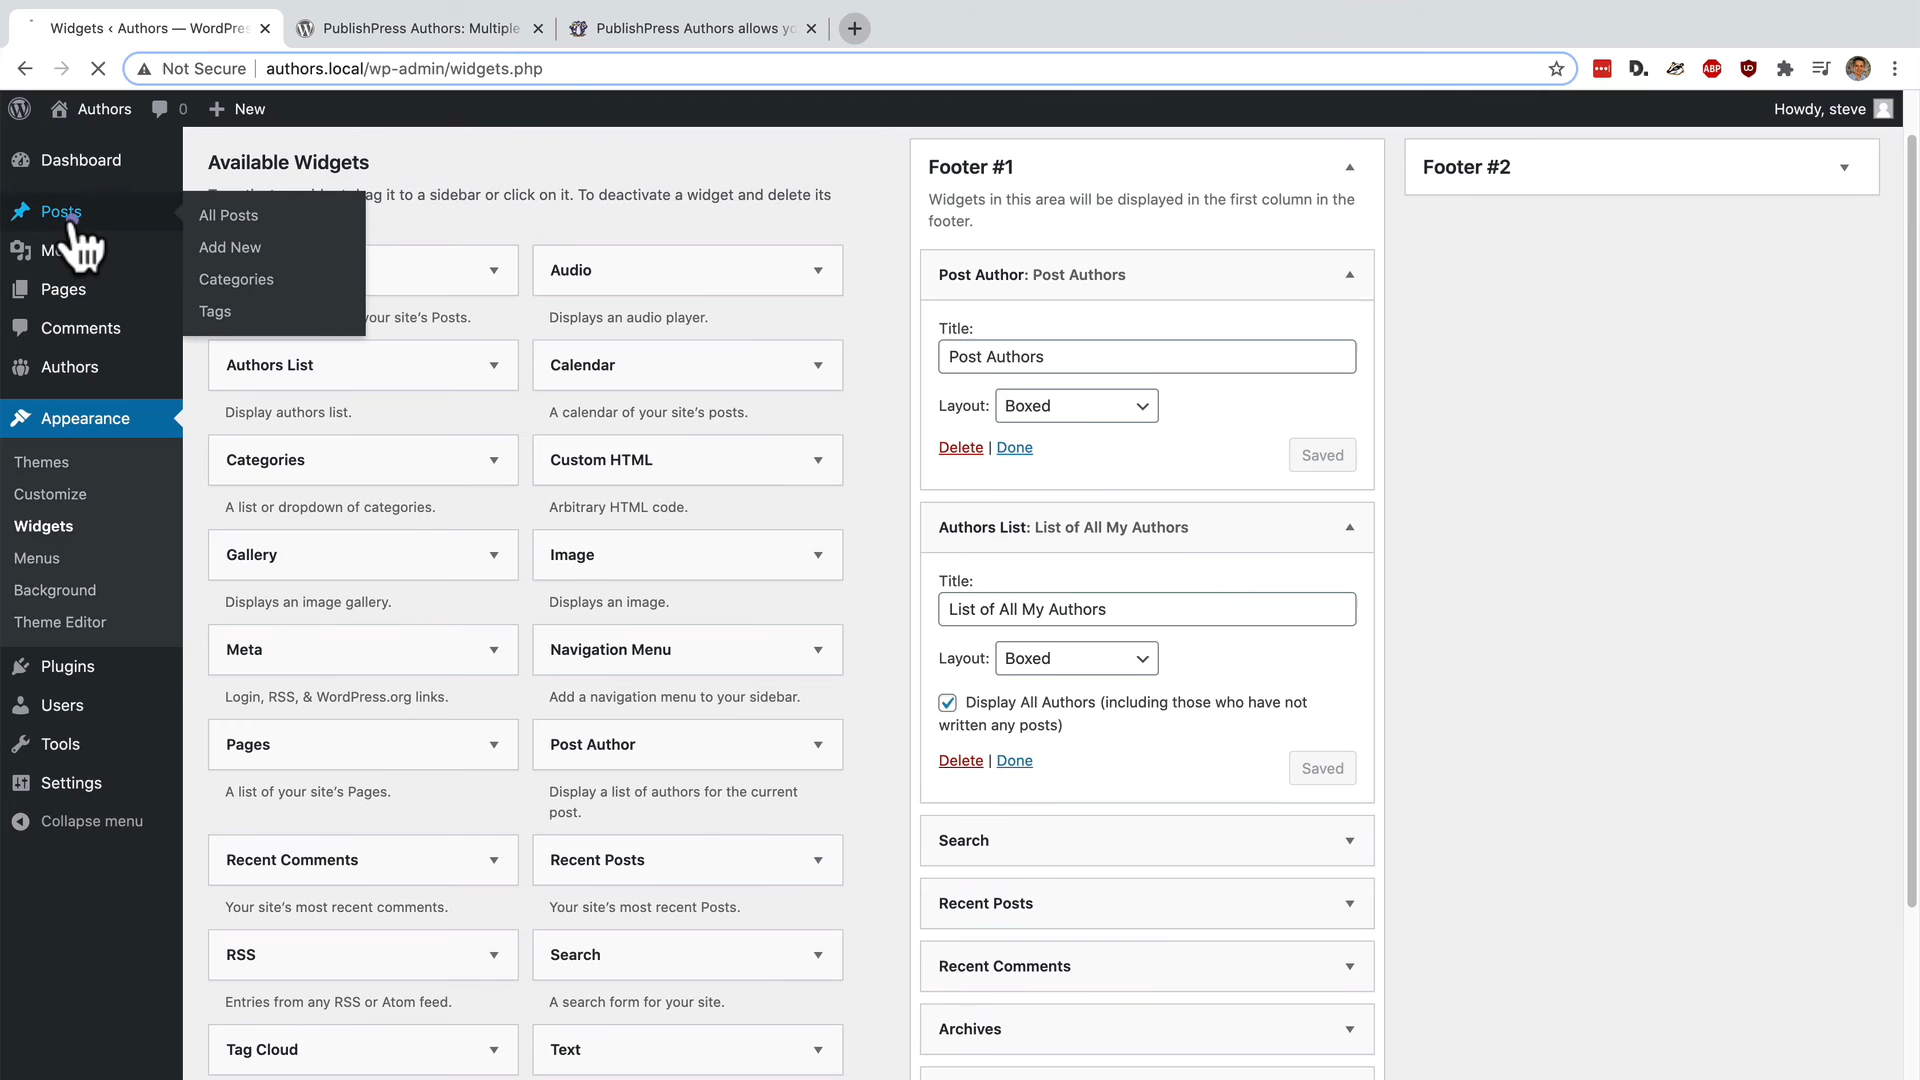 Widgets ‹ Authors — WordPres
PublishPress Authors: Multiple
PublishPress Authors allows yo
Not Secure
authors.local/wp-admin/widgets.php
Authors
0
New
Howdy, steve
Dashboard
Posts
Pages
Comments
Authors
Appearance
Themes
Customize
Widgets
Menus
Background
Theme Editor
Plugins
Users
Tools
Settings
Collapse menu
All Posts
Add New
Categories
Tags
Available Widgets
ag it to a sidebar or click on it. To deactivate a widget and delete its
your site's Posts.
Audio
Displays an audio player.
Authors List
Display authors list.
Calendar
A calendar of your site's posts.
Categories
A list or dropdown of categories.
Custom HTML
Arbitrary HTML code.
Gallery
Displays an image gallery.
Image
Displays an image.
Meta
Login, RSS, & WordPress.org links.
Navigation Menu
Add a navigation menu to your sidebar.
Pages
A list of your site's Pages.
Post Author
Display a list of authors for the current
post.
Recent Comments
Your site's most recent comments.
Recent Posts
Your site's most recent Posts.
RSS
Entries from any RSS or Atom feed.
Search
A search form for your site.
Tag Cloud
Text
Footer #1
Widgets in this area will be displayed in the first column in the
footer.
Post Author: Post Authors
Title:
Post Authors
Layout: Boxed
Delete | Done
Saved
Authors List: List of All My Authors
Title:
List of All My Authors
Layout: Boxed
Display All Authors (including those who have not
written any posts)
Delete | Done
Saved
Search
Recent Posts
Recent Comments
Archives
Footer #2